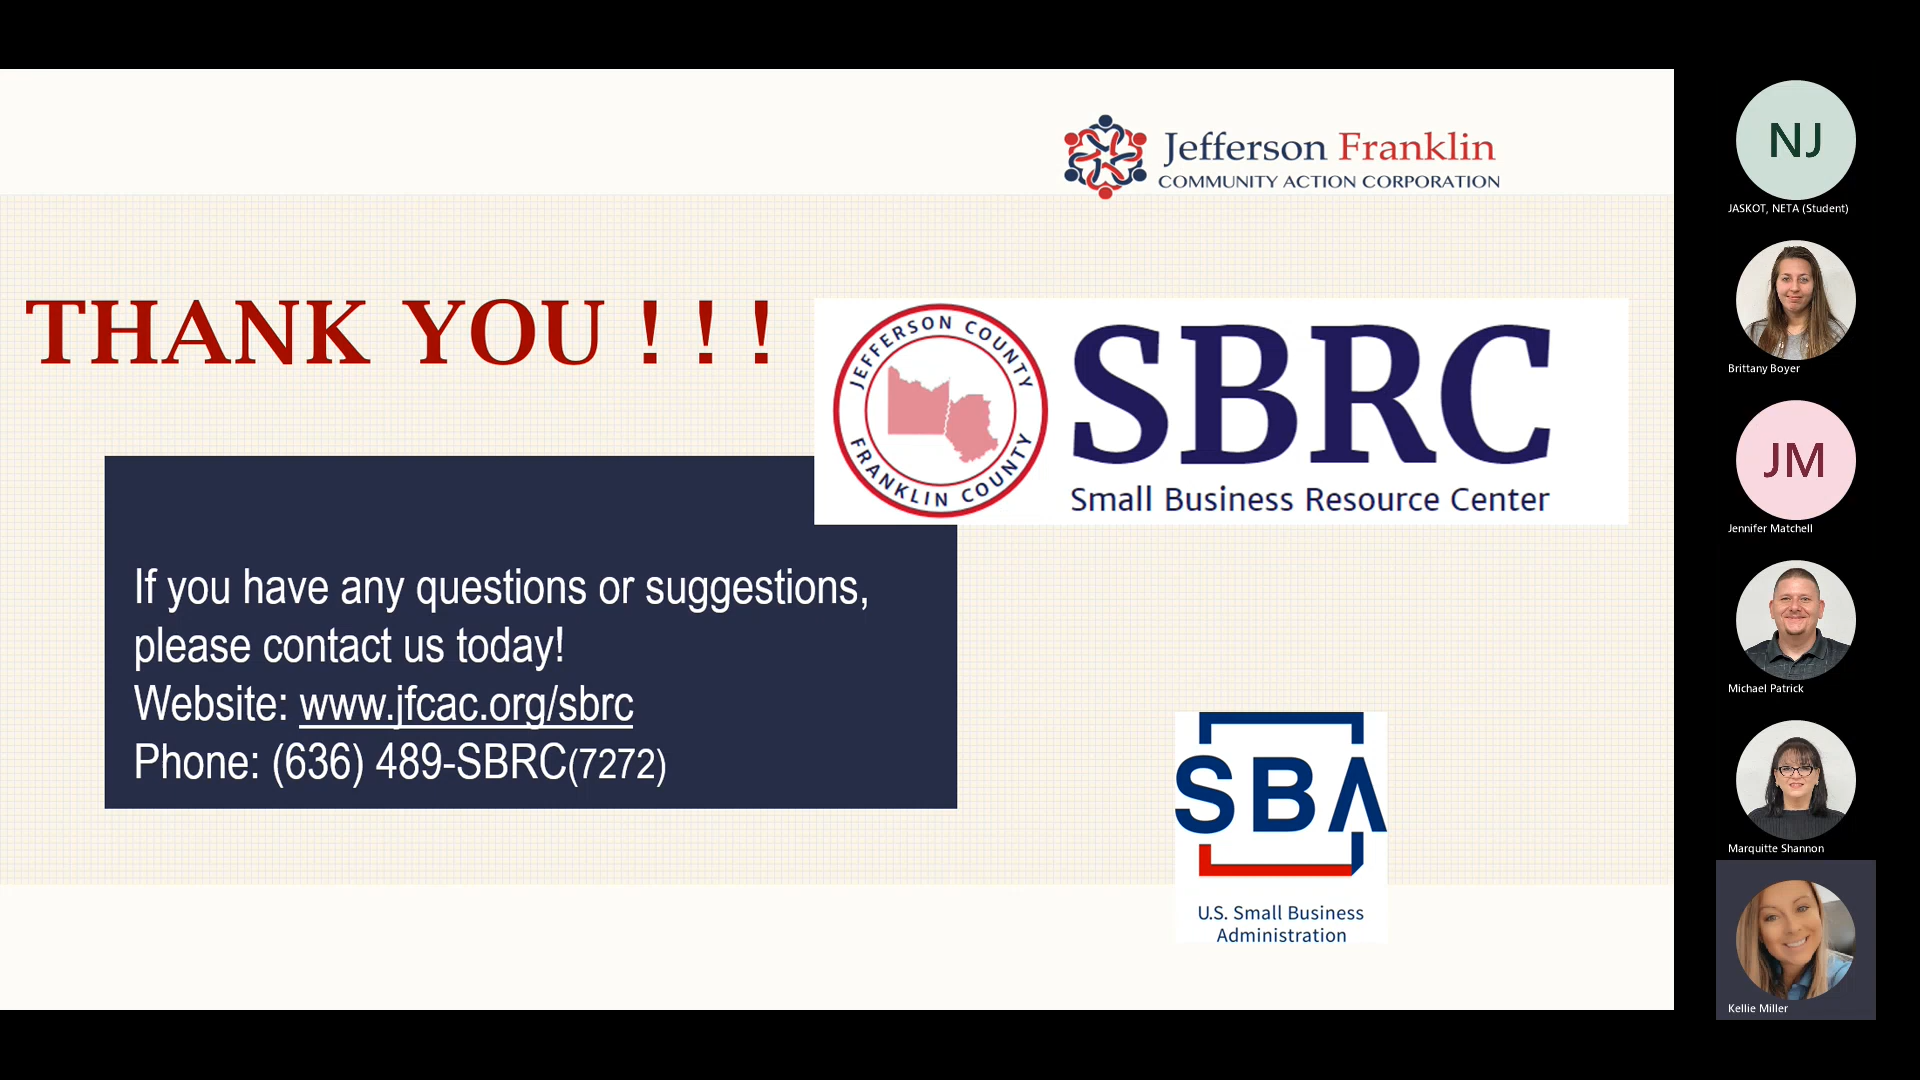 Jefferson Franklin
COMMUNITY ACTION CORPORATION
THANK YOU ! ! !
JEFFERSON COUNTY
FRANKLIN COUNTY
SBRC
Small Business Resource Center
If you have any questions or suggestions,
please contact us today!
Website: www.jfcac.org/sbrc
Phone: (636) 489-SBRC(7272)
SBA
U.S. Small Business
Administration
NJ
JASKOT, NETA (Student)
Brittany Boyer
JM
Jennifer Matchell
Michael Patrick
Marquitte Shannon
Kellie Miller